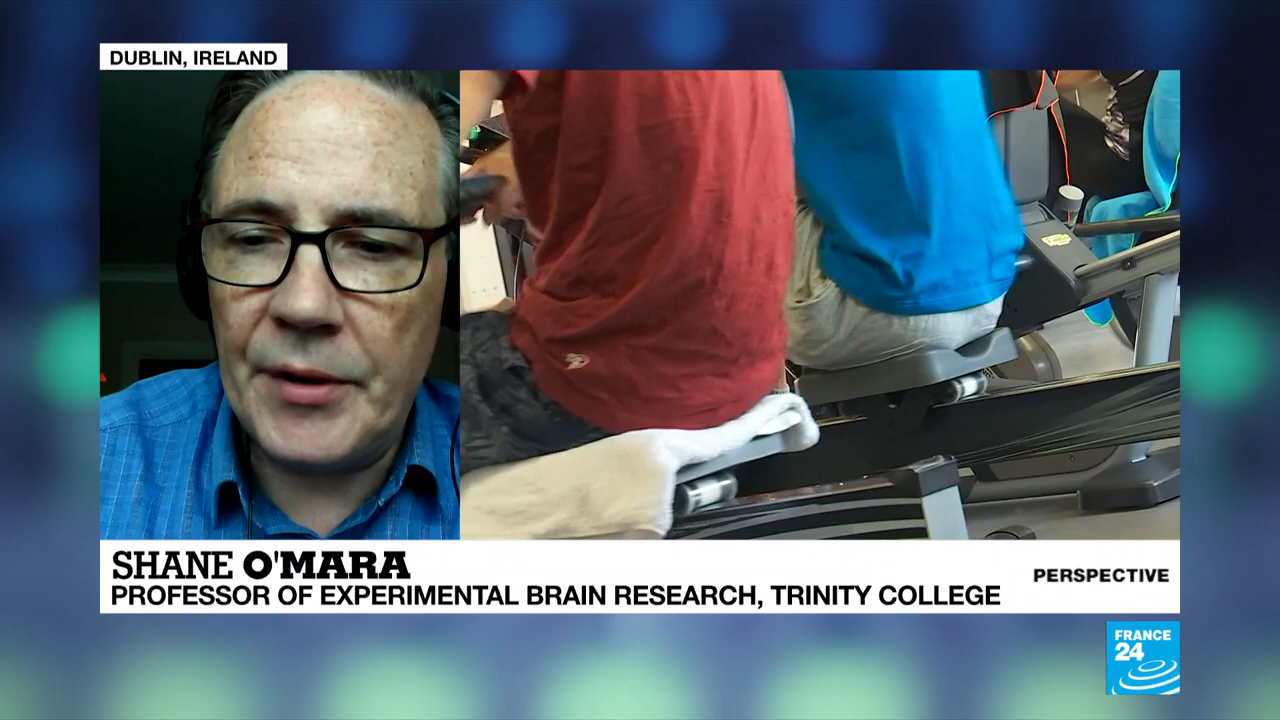 DUBLIN, IRELAND
SHANE O'MARA
PROFESSOR OF EXPERIMENTAL BRAIN RESEARCH, TRINITY COLLEGE
PERSPECTIVE
FRANCE
24